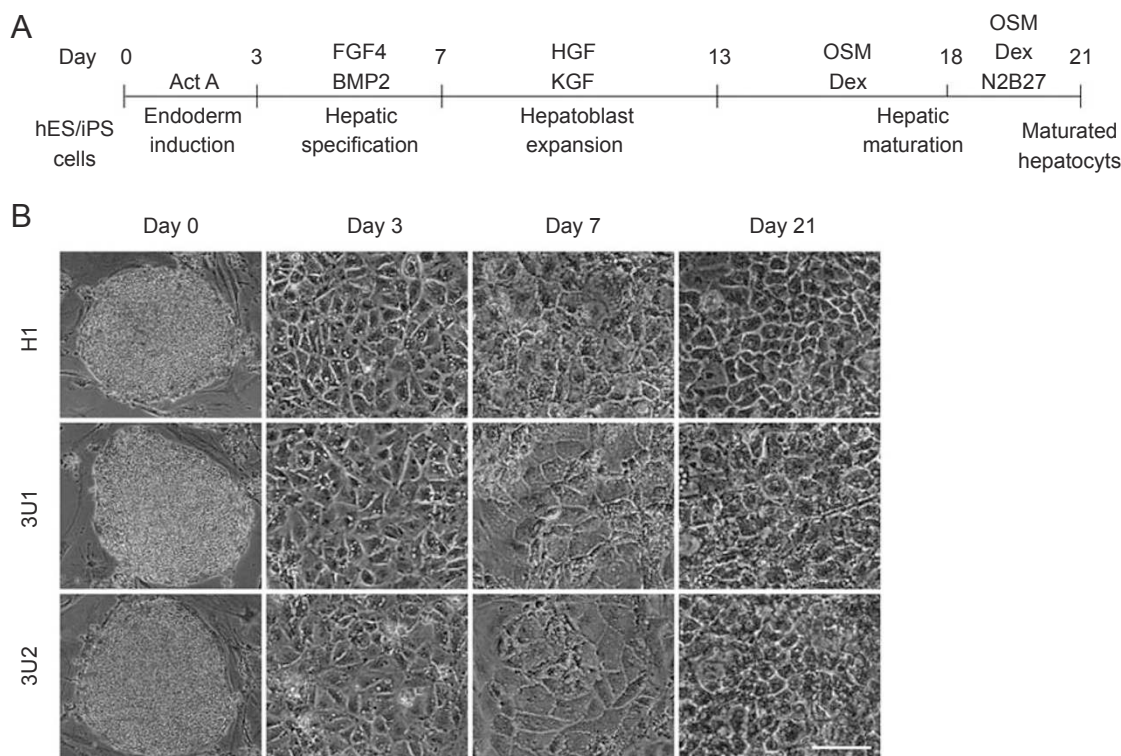 A
Day 0 3 7 13 18 21
FGF4 HGF OSM OSM
Act A BMP2 KGF Dex Dex
N2B27
hES/iPS
cells
Endoderm
induction
Hepatic
specification
Hepatoblast
expansion
Hepatic
maturation
Maturated
hepatocyts
B
Day 0 Day 3 Day 7 Day 21
H1
3U1
3U2